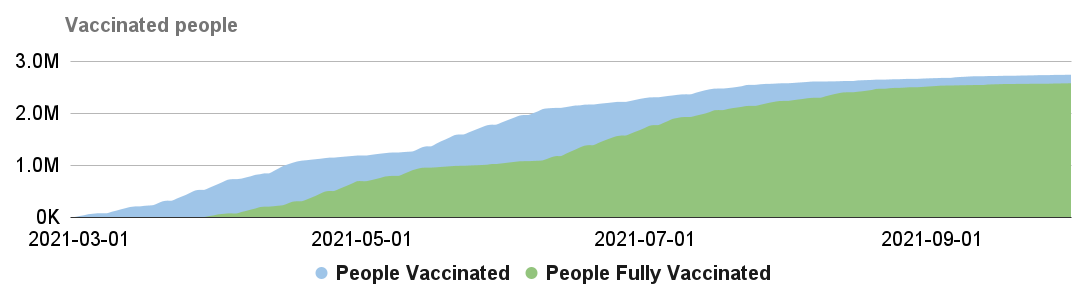 Vaccinated people
3.0M
2.0M
1.0M
0K
2021-03-01 2021-05-01 2021-07-01 2021-09-01
People Vaccinated People Fully Vaccinated